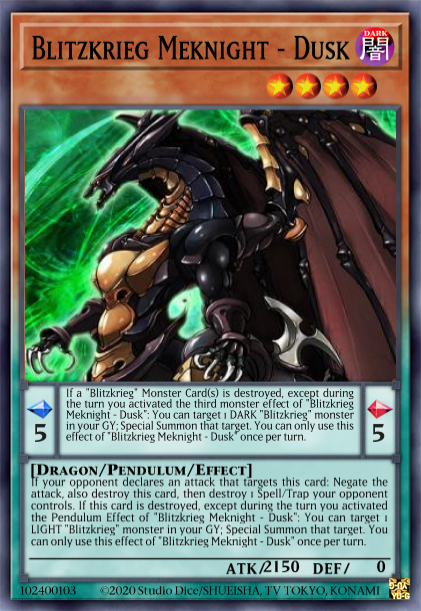 Blitzkrieg Meknight - Dusk
DARK
闇
If a "Blitzkrieg" Monster Card(s) is destroyed, except during
the turn you activated the third monster effect of "Blitzkrieg
Meknight - Dusk": You can target 1 DARK "Blitzkrieg" monster
in your GY; Special Summon that target. You can only use this
effect of "Blitzkrieg Meknight - Dusk" once per turn.
5
5
[Dragon/Pendulum/Effect]
If your opponent declares an attack that targets this card: Negate the
attack, also destroy this card, then destroy 1 Spell/Trap your opponent
controls. If this card is destroyed, except during the turn you activated
the Pendulum Effect of "Blitzkrieg Meknight - Dusk": You can target 1
LIGHT "Blitzkrieg" monster in your GY; Special Summon that target. You
can only use this effect of "Blitzkrieg Meknight - Dusk" once per turn.
ATK/2150 DEF/ 0
102400103 ©2020 Studio Dice/SHUEISHA, TV TOKYO, KONAMI